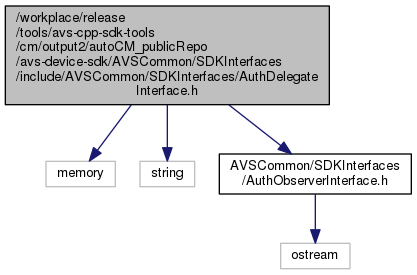 /workplace/release
/tools/avs-cpp-sdk-tools
/cm/output2/autoCM_publicRepo
/avs-device-sdk/AVSCommon/SDKInterfaces
/include/AVSCommon/SDKInterfaces/AuthDelegate
Interface.h
memory
string
AVSCommon/SDKInterfaces
/AuthObserverInterface.h
ostream